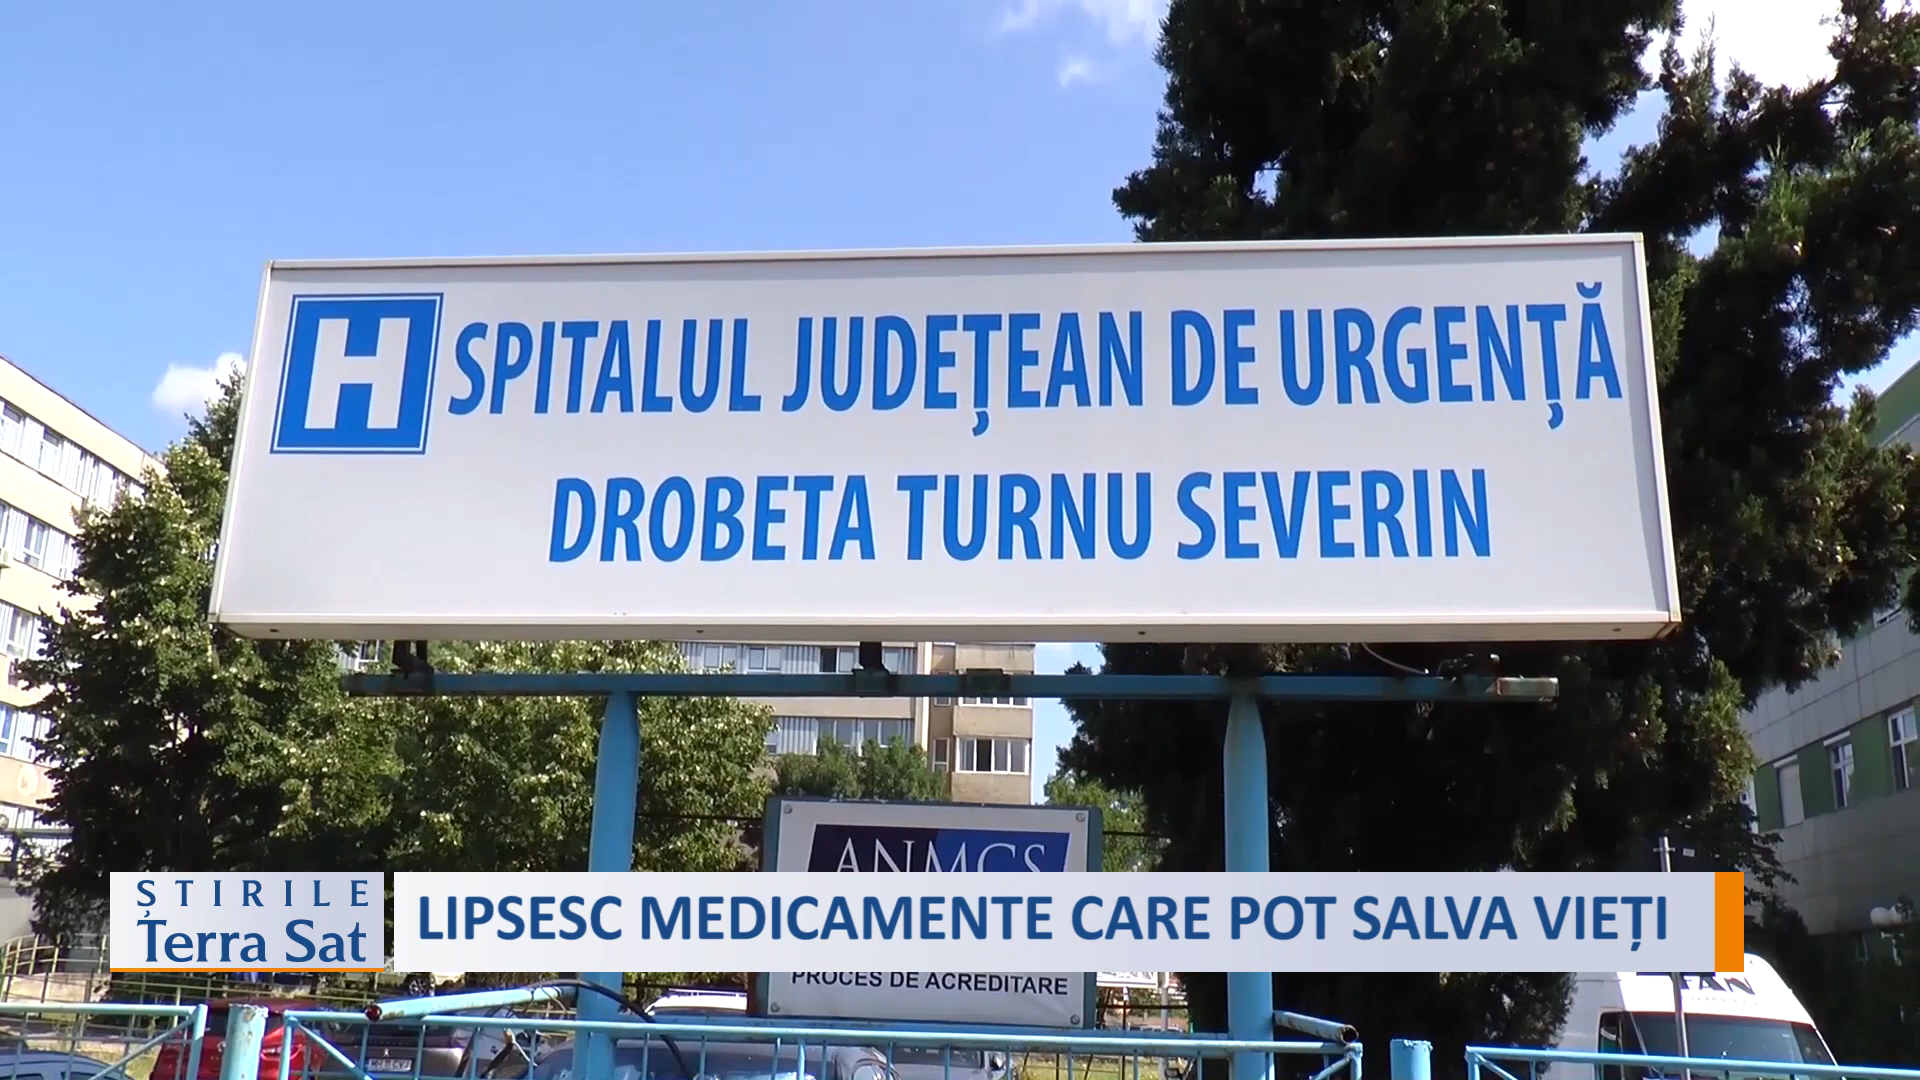 H SPITALUL JUDEȚEAN DE URGENȚĂ
DROBETA TURNU SEVERIN
ANMCS
ȘTIRILE
Terra Sat
LIPSESC MEDICAMENTE CARE POT SALVA VIEȚI
PROCES DE ACREDITARE